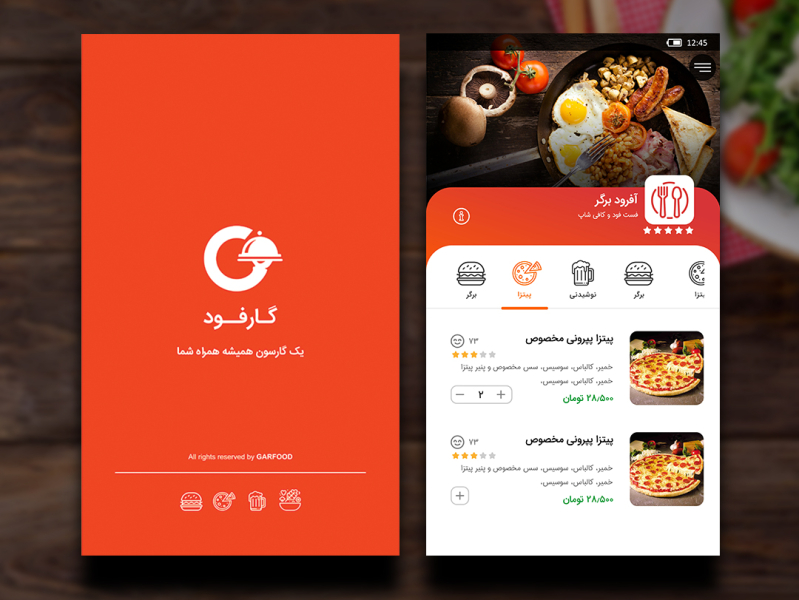 گارفود
یک گارسون همیشه همراه شما
All rights reserved by GARFOOD
12:45
آفرود برگر
فست فود و کافی شاپ
برگر
پیتزا
نوشیدنی
برگر
یتزا
پیتزا پپرونی مخصوص
۷۳
خمیر، کالباس، سوسیس، سس مخصوص و پنیر پیتزا
خمیر، کالباس، سوسیس،
۲۸٫۵۰۰ تومان
۲
پیتزا پپرونی مخصوص
۷۳
خمیر، کالباس، سوسیس، سس مخصوص و پنیر پیتزا
خمیر، کالباس، سوسیس،
۲۸٫۵۰۰ تومان